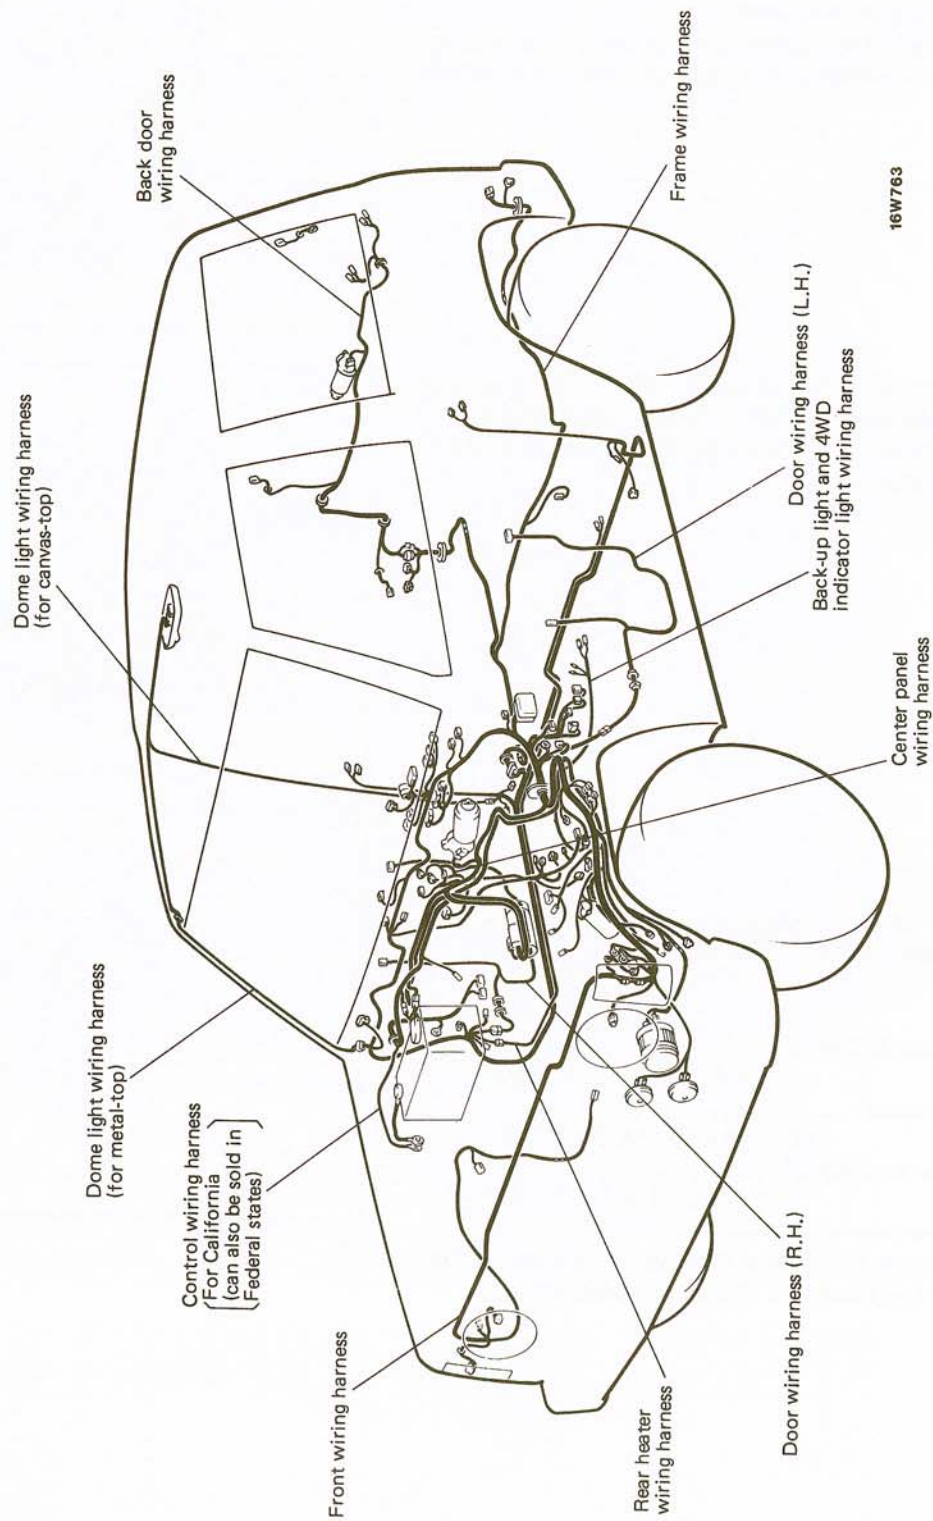 Dome light wiring harness
(for canvas-top)
Back door
wiring harness
Dome light wiring harness
(for metal-top)
Control wiring harness
(For California
(can also be sold in
Federal states)
Front wiring harness
Frame wiring harness
Door wiring harness (L.H.)
Back-up light and 4WD
indicator light wiring harness
Center panel
wiring harness
Door wiring harness (R.H.)
Rear heater
wiring harness
16W763